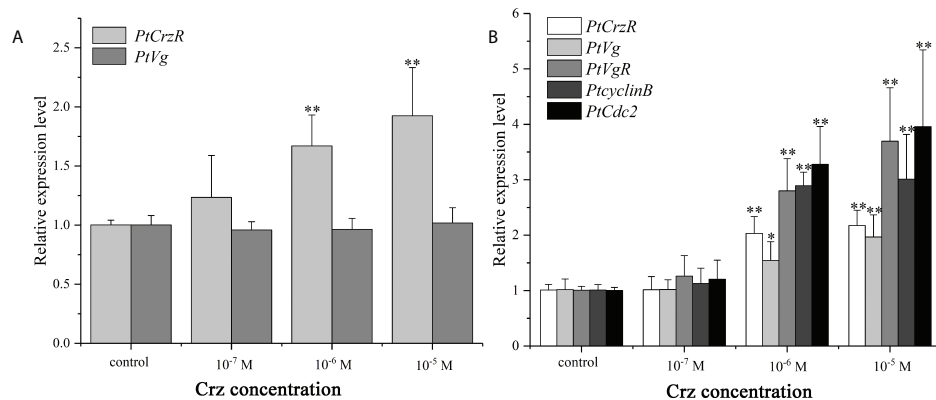 A
PtCrzR
PtVg
Relative expression level
3.0
2.5
2.0
1.5
1.0
0.5
0.0
**
**
control
10⁻⁷ M
10⁻⁶ M
10⁻⁵ M
Crz concentration
B
PtCrzR
PtVg
PtVgR
PtcyclinB
PtCdc2
Relative expression level
6
5
4
3
2
1
0
**
*
**
**
**
**
**
**
**
**
control
10⁻⁷ M
10⁻⁶ M
10⁻⁵ M
Crz concentration